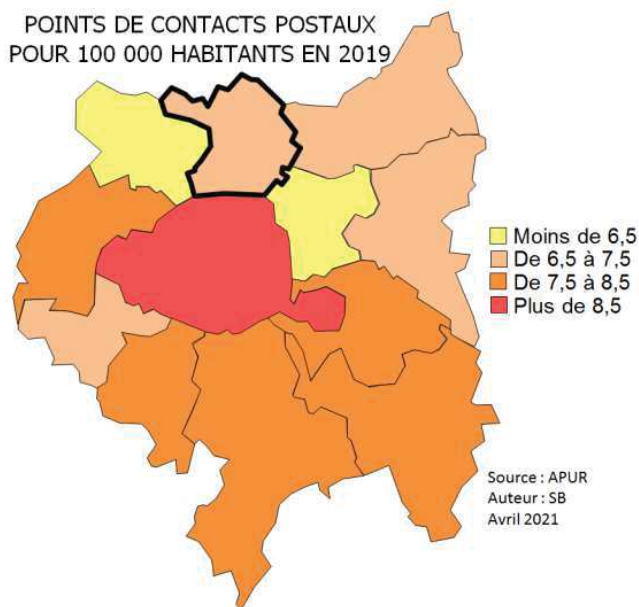 POINTS DE CONTACTS POSTAUX
POUR 100 000 HABITANTS EN 2019
Moins de 6,5
De 6,5 à 7,5
De 7,5 à 8,5
Plus de 8,5
Source : APUR
Auteur : SB
Avril 2021